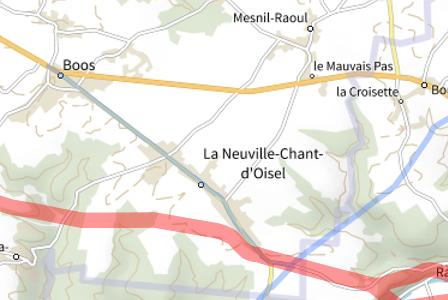 Mesnil-Raoul
Boos
le Mauvais Pas
la Croisette
La Neuville-Chant-
d'Oisel